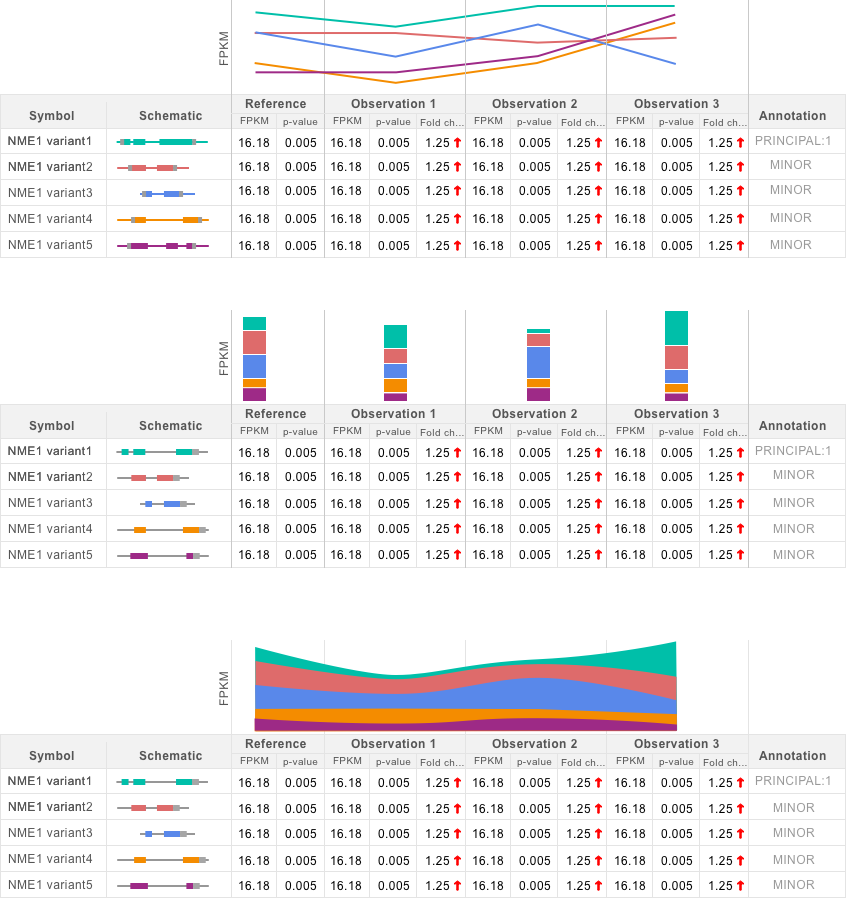 FPKM
Reference Observation 1 Observation 2 Observation 3
Symbol Schematic Annotation
FPKM p-value FPKM p-value Fold ch... FPKM p-value Fold ch... FPKM p-value Fold ch...
NME1 variant1 16.18 0.005 16.18 0.005 1.25 16.18 0.005 1.25 16.18 0.005 1.25 PRINCIPAL:1
NME1 variant2 16.18 0.005 16.18 0.005 1.25 16.18 0.005 1.25 16.18 0.005 1.25 MINOR
NME1 variant3 16.18 0.005 16.18 0.005 1.25 16.18 0.005 1.25 16.18 0.005 1.25 MINOR
NME1 variant4 16.18 0.005 16.18 0.005 1.25 16.18 0.005 1.25 16.18 0.005 1.25 MINOR
NME1 variant5 16.18 0.005 16.18 0.005 1.25 16.18 0.005 1.25 16.18 0.005 1.25 MINOR
FPKM
Reference Observation 1 Observation 2 Observation 3
Symbol Schematic Annotation
FPKM p-value FPKM p-value Fold ch... FPKM p-value Fold ch... FPKM p-value Fold ch...
NME1 variant1 16.18 0.005 16.18 0.005 1.25 16.18 0.005 1.25 16.18 0.005 1.25 PRINCIPAL:1
NME1 variant2 16.18 0.005 16.18 0.005 1.25 16.18 0.005 1.25 16.18 0.005 1.25 MINOR
NME1 variant3 16.18 0.005 16.18 0.005 1.25 16.18 0.005 1.25 16.18 0.005 1.25 MINOR
NME1 variant4 16.18 0.005 16.18 0.005 1.25 16.18 0.005 1.25 16.18 0.005 1.25 MINOR
NME1 variant5 16.18 0.005 16.18 0.005 1.25 16.18 0.005 1.25 16.18 0.005 1.25 MINOR
FPKM
Reference Observation 1 Observation 2 Observation 3
Symbol Schematic Annotation
FPKM p-value FPKM p-value Fold ch... FPKM p-value Fold ch... FPKM p-value Fold ch...
NME1 variant1 16.18 0.005 16.18 0.005 1.25 16.18 0.005 1.25 16.18 0.005 1.25 PRINCIPAL:1
NME1 variant2 16.18 0.005 16.18 0.005 1.25 16.18 0.005 1.25 16.18 0.005 1.25 MINOR
NME1 variant3 16.18 0.005 16.18 0.005 1.25 16.18 0.005 1.25 16.18 0.005 1.25 MINOR
NME1 variant4 16.18 0.005 16.18 0.005 1.25 16.18 0.005 1.25 16.18 0.005 1.25 MINOR
NME1 variant5 16.18 0.005 16.18 0.005 1.25 16.18 0.005 1.25 16.18 0.005 1.25 MINOR